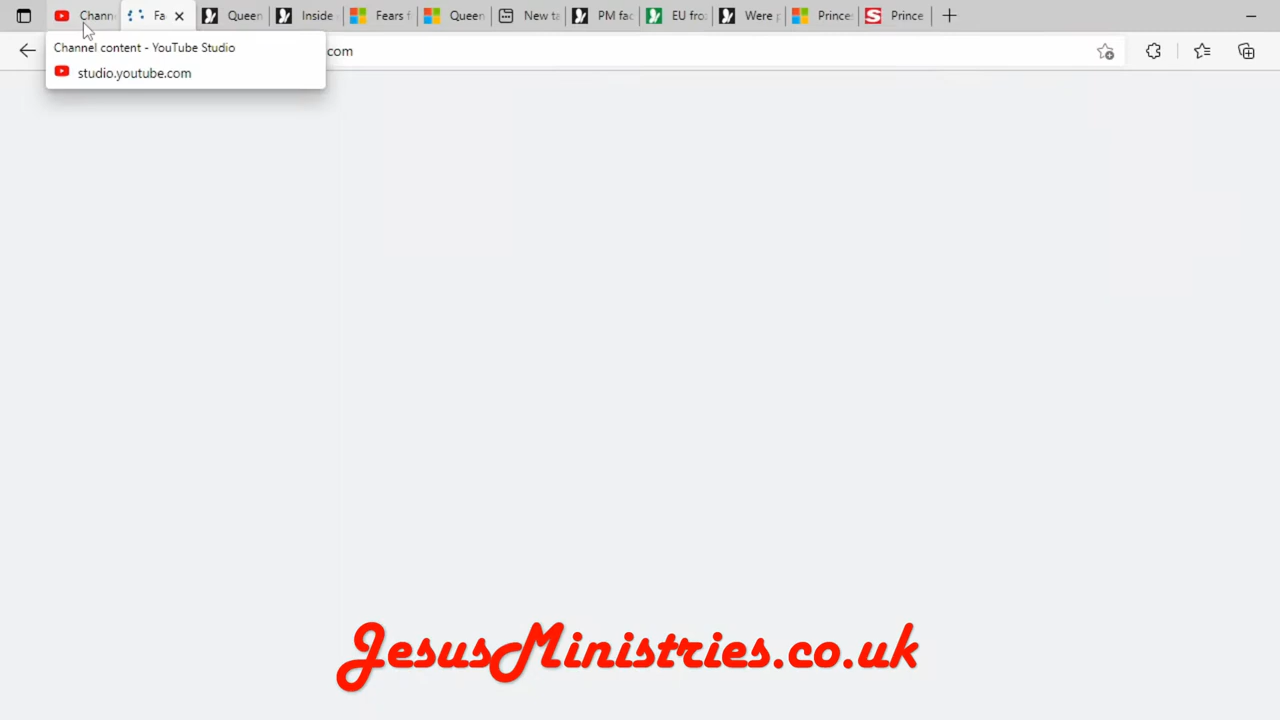 Chann Fa Queen Inside Fears f Queen New ta PM fac EU fro Were p Prince Prince
com
Channel content - YouTube Studio
studio.youtube.com
JesusMinistries.co.uk